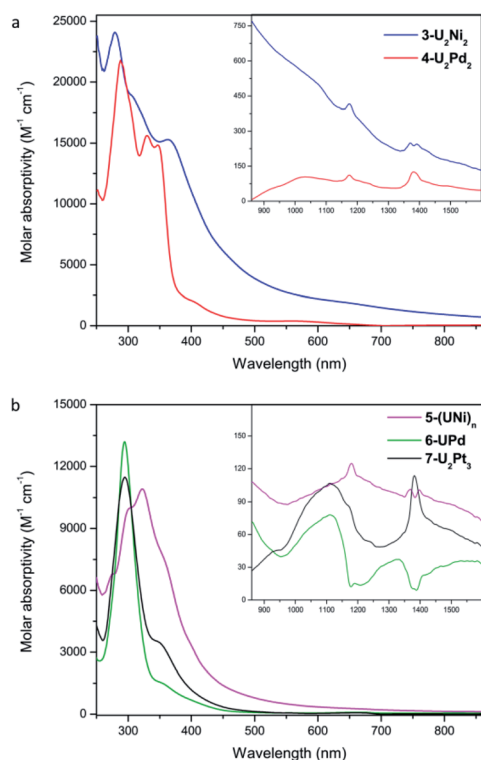 a
25000
20000
15000
10000
5000
0
Molar absorptivity (M⁻¹ cm⁻¹)
300 400 500 600 700 800
Wavelength (nm)
3-U₂Ni₂
4-U₂Pd₂
750
600
450
300
150
0
900 1000 1100 1200 1300 1400 1500
b
15000
12000
9000
6000
3000
0
Molar absorptivity (M⁻¹ cm⁻¹)
300 400 500 600 700 800
Wavelength (nm)
5-(UNi)ₙ
6-UPd
7-U₂Pt₃
150
120
90
60
30
0
900 1000 1100 1200 1300 1400 1500